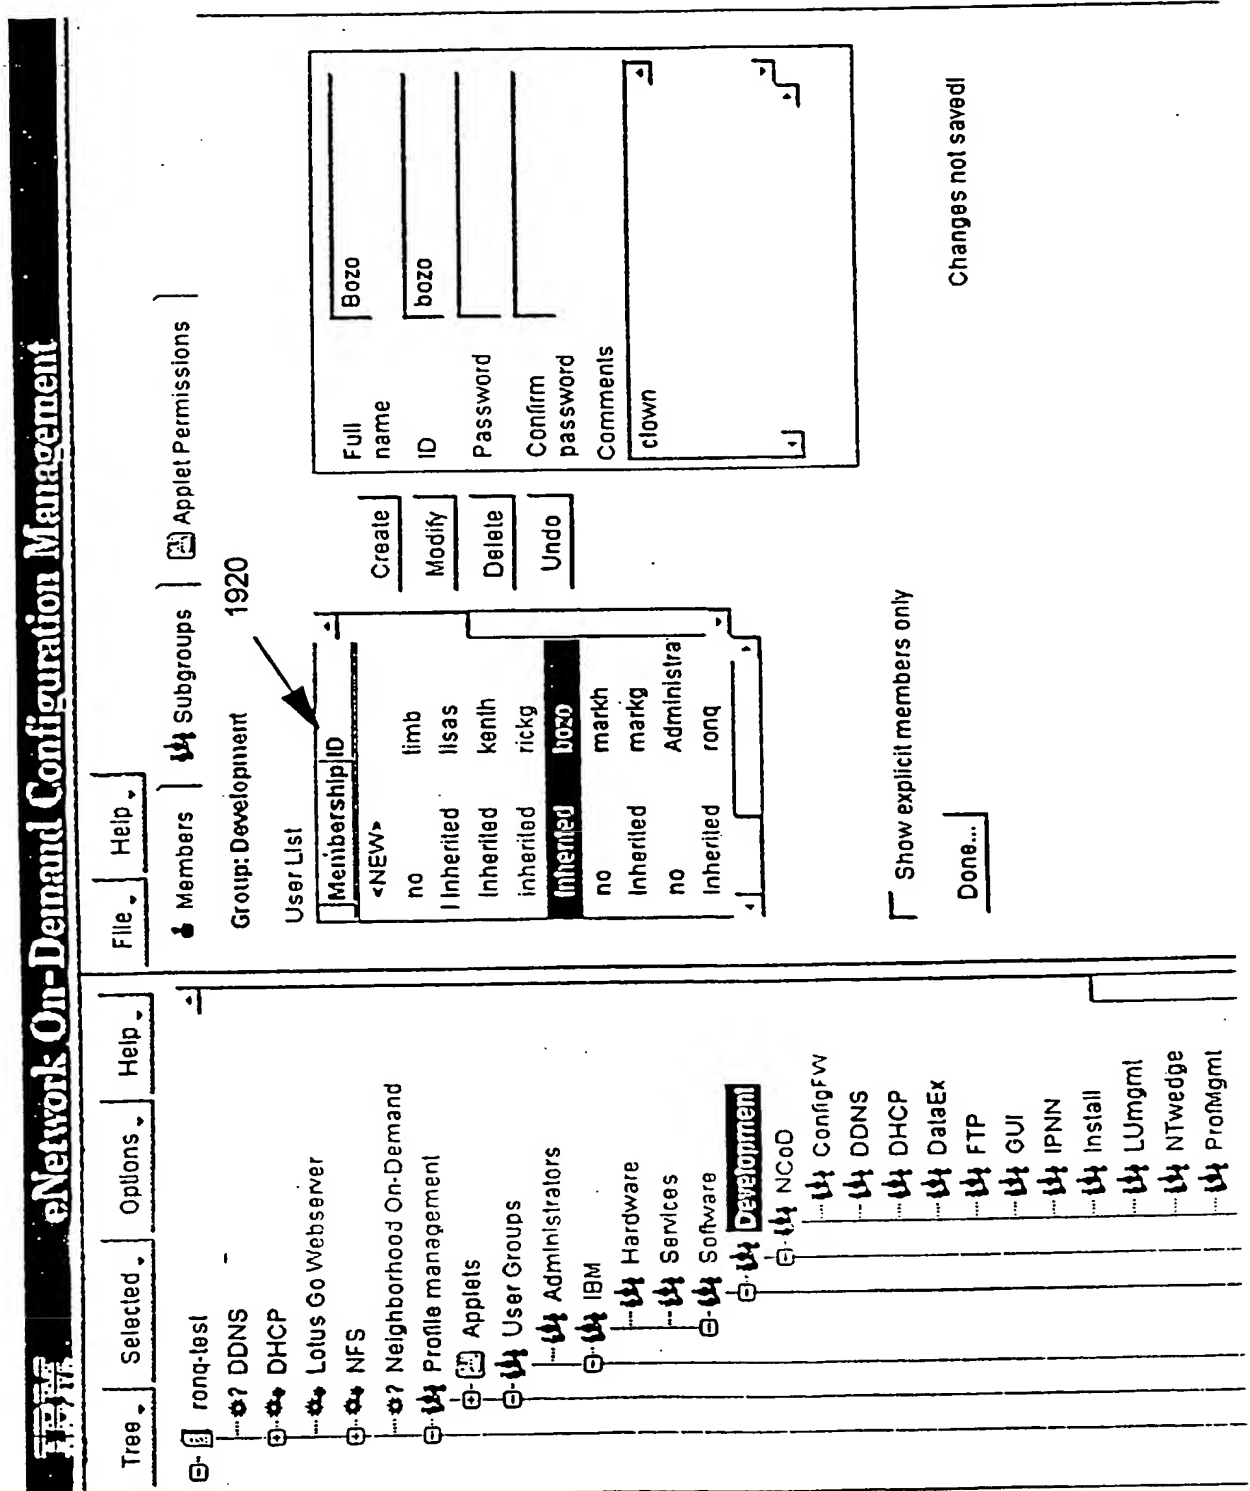 IBM eNetwork On-Demand Configuration Management
Tree Selected Options Help
ronq-test
? DDNS
DHCP
Lotus Go Webserver
NFS
? Neighborhood On-Demand
Profile management
Applets
User Groups
Administrators
IBM
Hardware
Services
Software
Development
NCoD
ConfigFW
DDNS
DHCP
DataEx
FTP
GUI
IPNN
Install
LUmgmt
NTwedge
ProfMgmt
File Help
Members Subgroups Applet Permissions
Group: Development
1920
User List
Membership ID
<NEW>
no timb
Inherited lisas
Inherited kenth
inherited rickg
Inherited bozo
no markh
Inherited markg
no Administra
Inherited ronq
Create
Modify
Delete
Undo
Full name Bozo
ID bozo
Password
Confirm password
Comments
clown
Show explicit members only
Done...
Changes not saved!